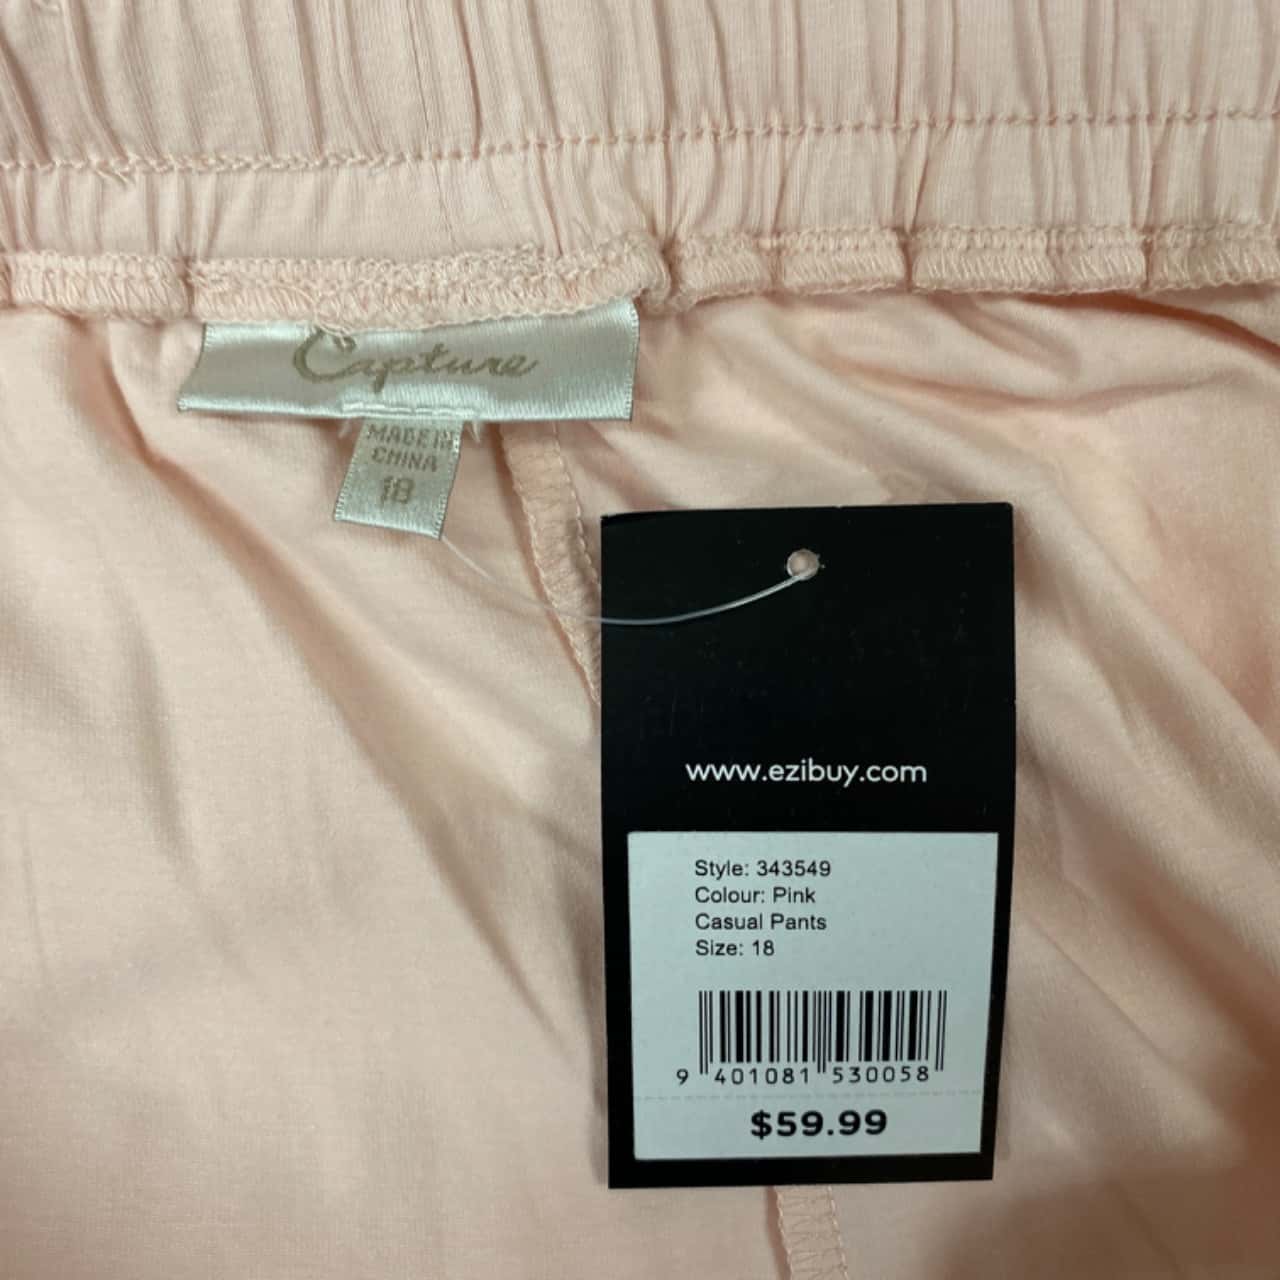 Capture
MADE IN
CHINA
18
www.ezibuy.com
Style: 343549
Colour: Pink
Casual Pants
Size: 18
9 401081 530058
$59.99